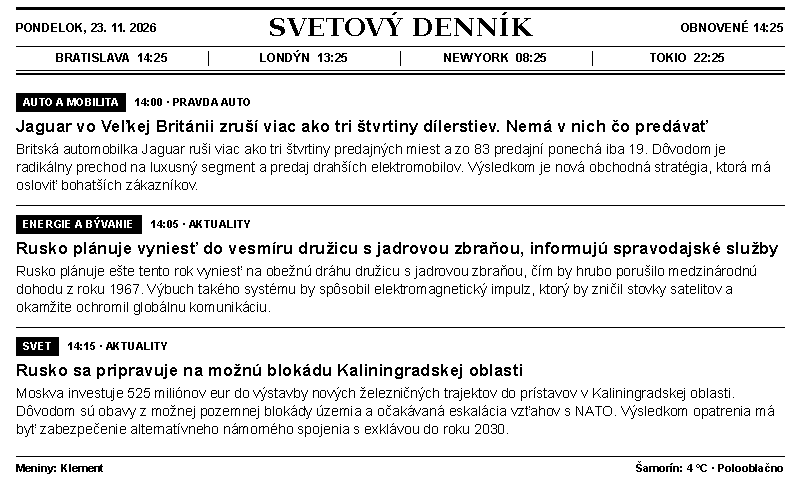 PONDELOK, 23. 11. 2026
SVETOVÝ DENNÍK
OBNOVENÉ 14:25
BRATISLAVA 14:25
LONDÝN 13:25
NEW YORK 08:25
TOKIO 22:25
AUTO A MOBILITA 14:00 · PRAVDA AUTO
Jaguar vo Veľkej Británii zruší viac ako tri štvrtiny dílerstiev. Nemá v nich čo predávať
Britská automobilka Jaguar ruši viac ako tri štvrtiny predajných miest a zo 83 predajní ponechá iba 19. Dôvodom je
radikálny prechod na luxusný segment a predaj drahších elektromobilov. Výsledkom je nová obchodná stratégia, ktorá má
osloviť bohatších zákazníkov.
ENERGIE A BÝVANIE 14:05 · AKTUALITY
Rusko plánuje vyniesť do vesmíru družicu s jadrovou zbraňou, informujú spravodajské služby
Rusko plánuje ešte tento rok vyniesť na obežnú dráhu družicu s jadrovou zbraňou, čím by hrubo porušilo medzinárodnú
dohodu z roku 1967. Výbuch takého systému by spôsobil elektromagnetický impulz, ktorý by zničil stovky satelitov a
okamžite ochromil globálnu komunikáciu.
SVET 14:15 · AKTUALITY
Rusko sa pripravuje na možnú blokádu Kaliningradskej oblasti
Moskva investuje 525 miliónov eur do výstavby nových železničných trajektov do prístavov v Kaliningradskej oblasti.
Dôvodom sú obavy z možnej pozemnej blokády územia a očakávaná eskalácia vzťahov s NATO. Výsledkom opatrenia má
byť zabezpečenie alternatívneho námorného spojenia s exklávou do roku 2030.
Meniny: Klement
Šamorín: 4 °C · Polooblačno